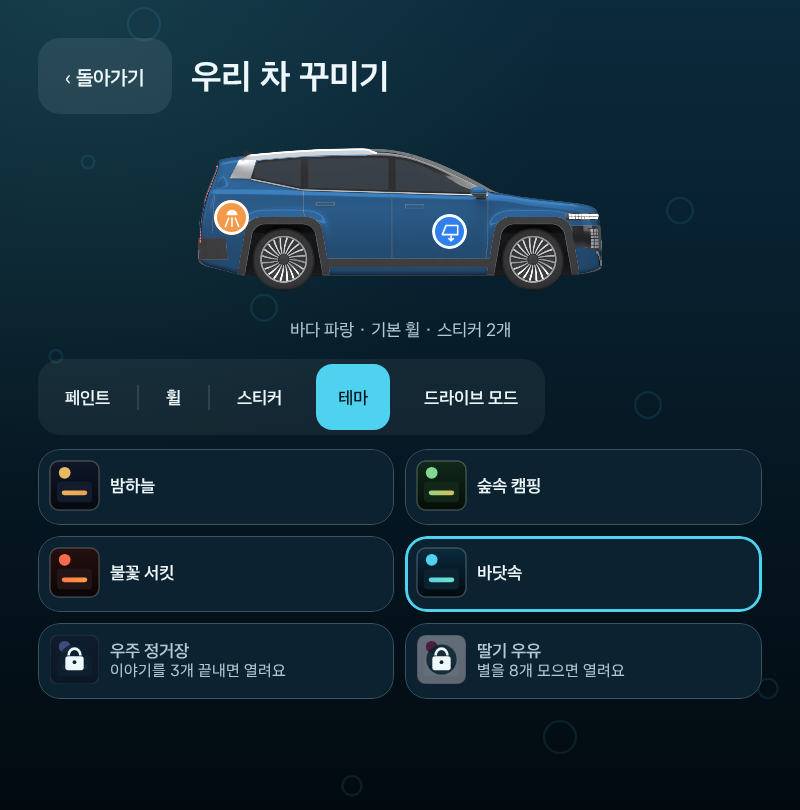 ‹ 돌아가기
우리 차 꾸미기
바다 파랑 · 기본 휠 · 스티커 2개
페인트
휠
스티커
테마
드라이브 모드
밤하늘
숲속 캠핑
불꽃 서킷
바닷속
우주 정거장
이야기를 3개 끝내면 열려요
딸기 우유
별을 8개 모으면 열려요